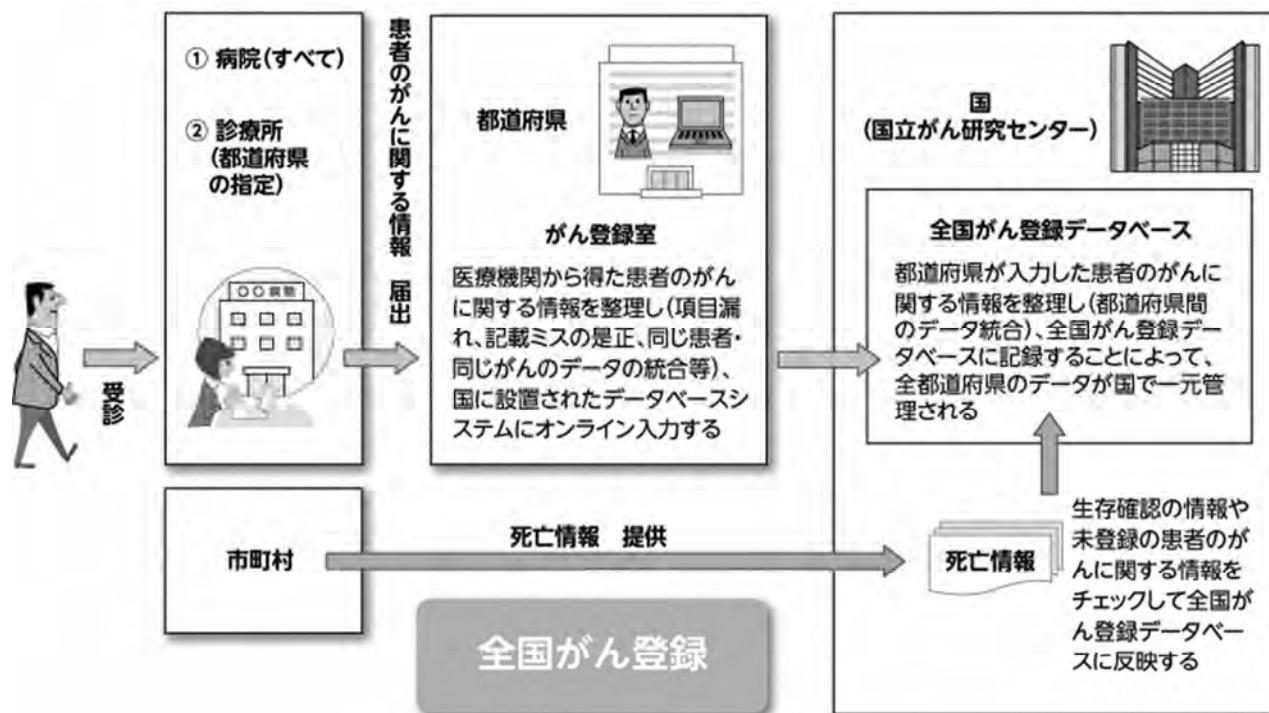 ① 病院(すべて)
② 診療所
(都道府県
の指定)
〇〇病院
受診
患者のがんに関する情報 届出
都道府県
がん登録室
医療機関から得た患者のがん
に関する情報を整理し(項目漏
れ、記載ミスの是正、同じ患者・
同じがんのデータの統合等)、
国に設置されたデータベースシ
ステムにオンライン入力する
国
(国立がん研究センター)
全国がん登録データベース
都道府県が入力した患者のがんに
関する情報を整理し(都道府県間
のデータ統合)、全国がん登録デー
タベースに記録することによって、
全都道府県のデータが国で一元管
理される
市町村
死亡情報 提供
死亡情報
生存確認の情報や
未登録の患者のが
んに関する情報を
チェックして全国が
ん登録データベー
スに反映する
全国がん登録